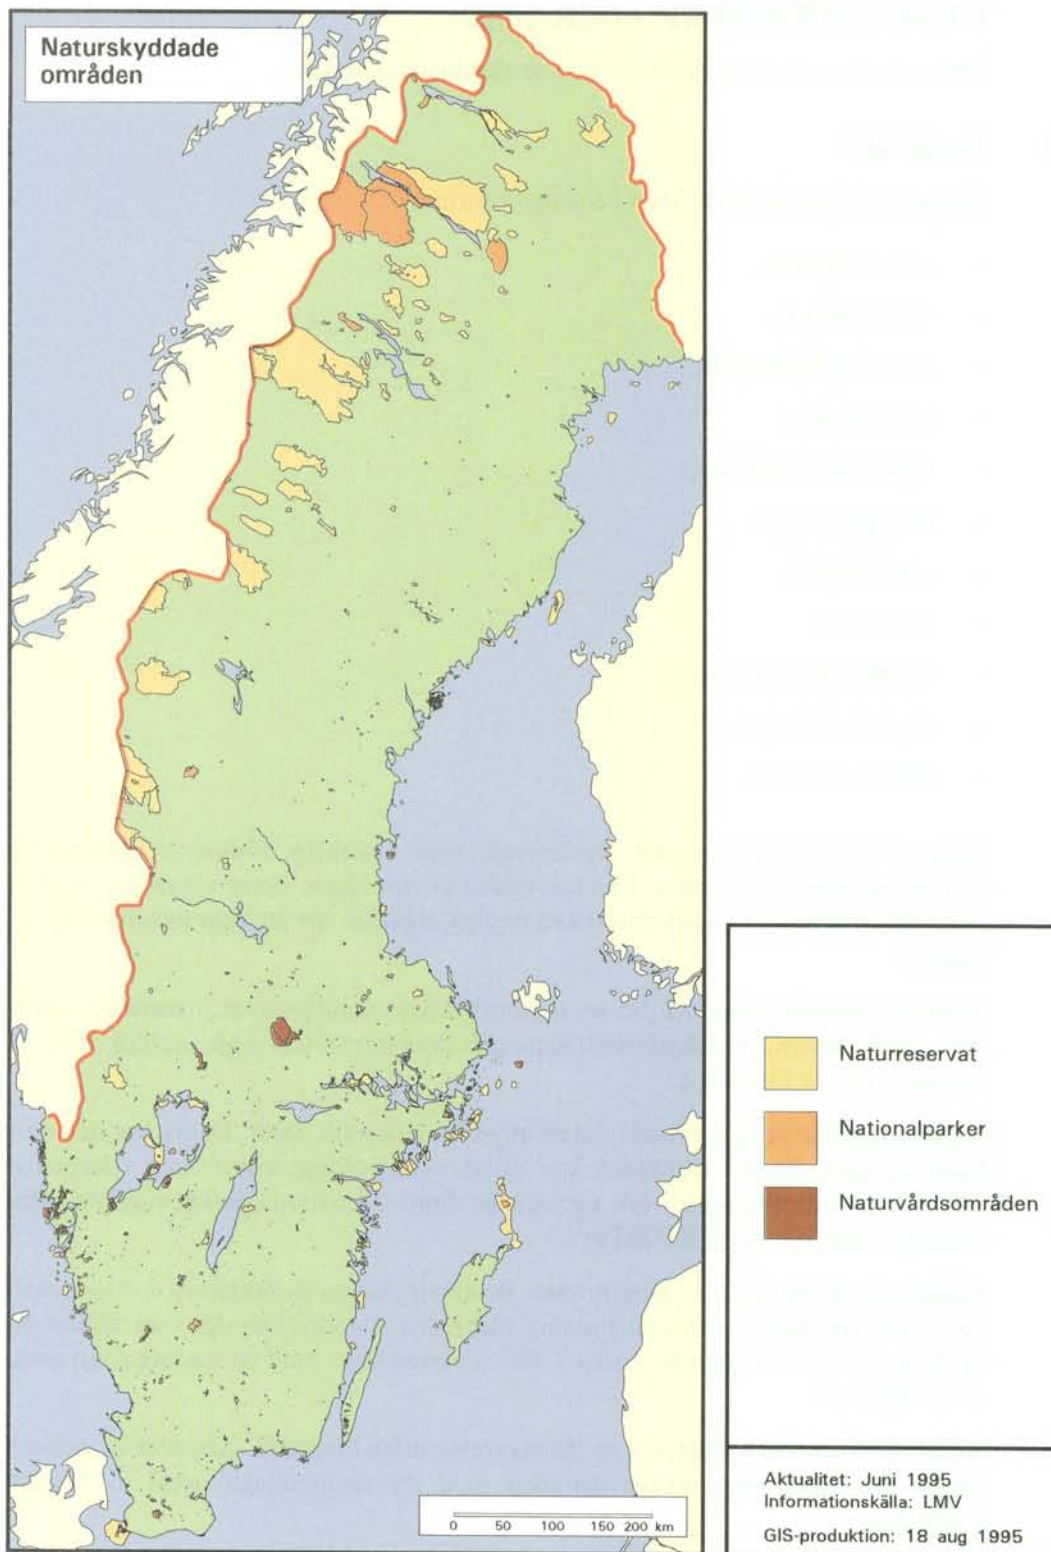 Naturskyddade
områden
Naturreservat
Nationalparker
Naturvårdsområden
0 50 100 150 200 km
Aktualitet: Juni 1995
Informationskälla: LMV
GIS-produktion: 18 aug 1995